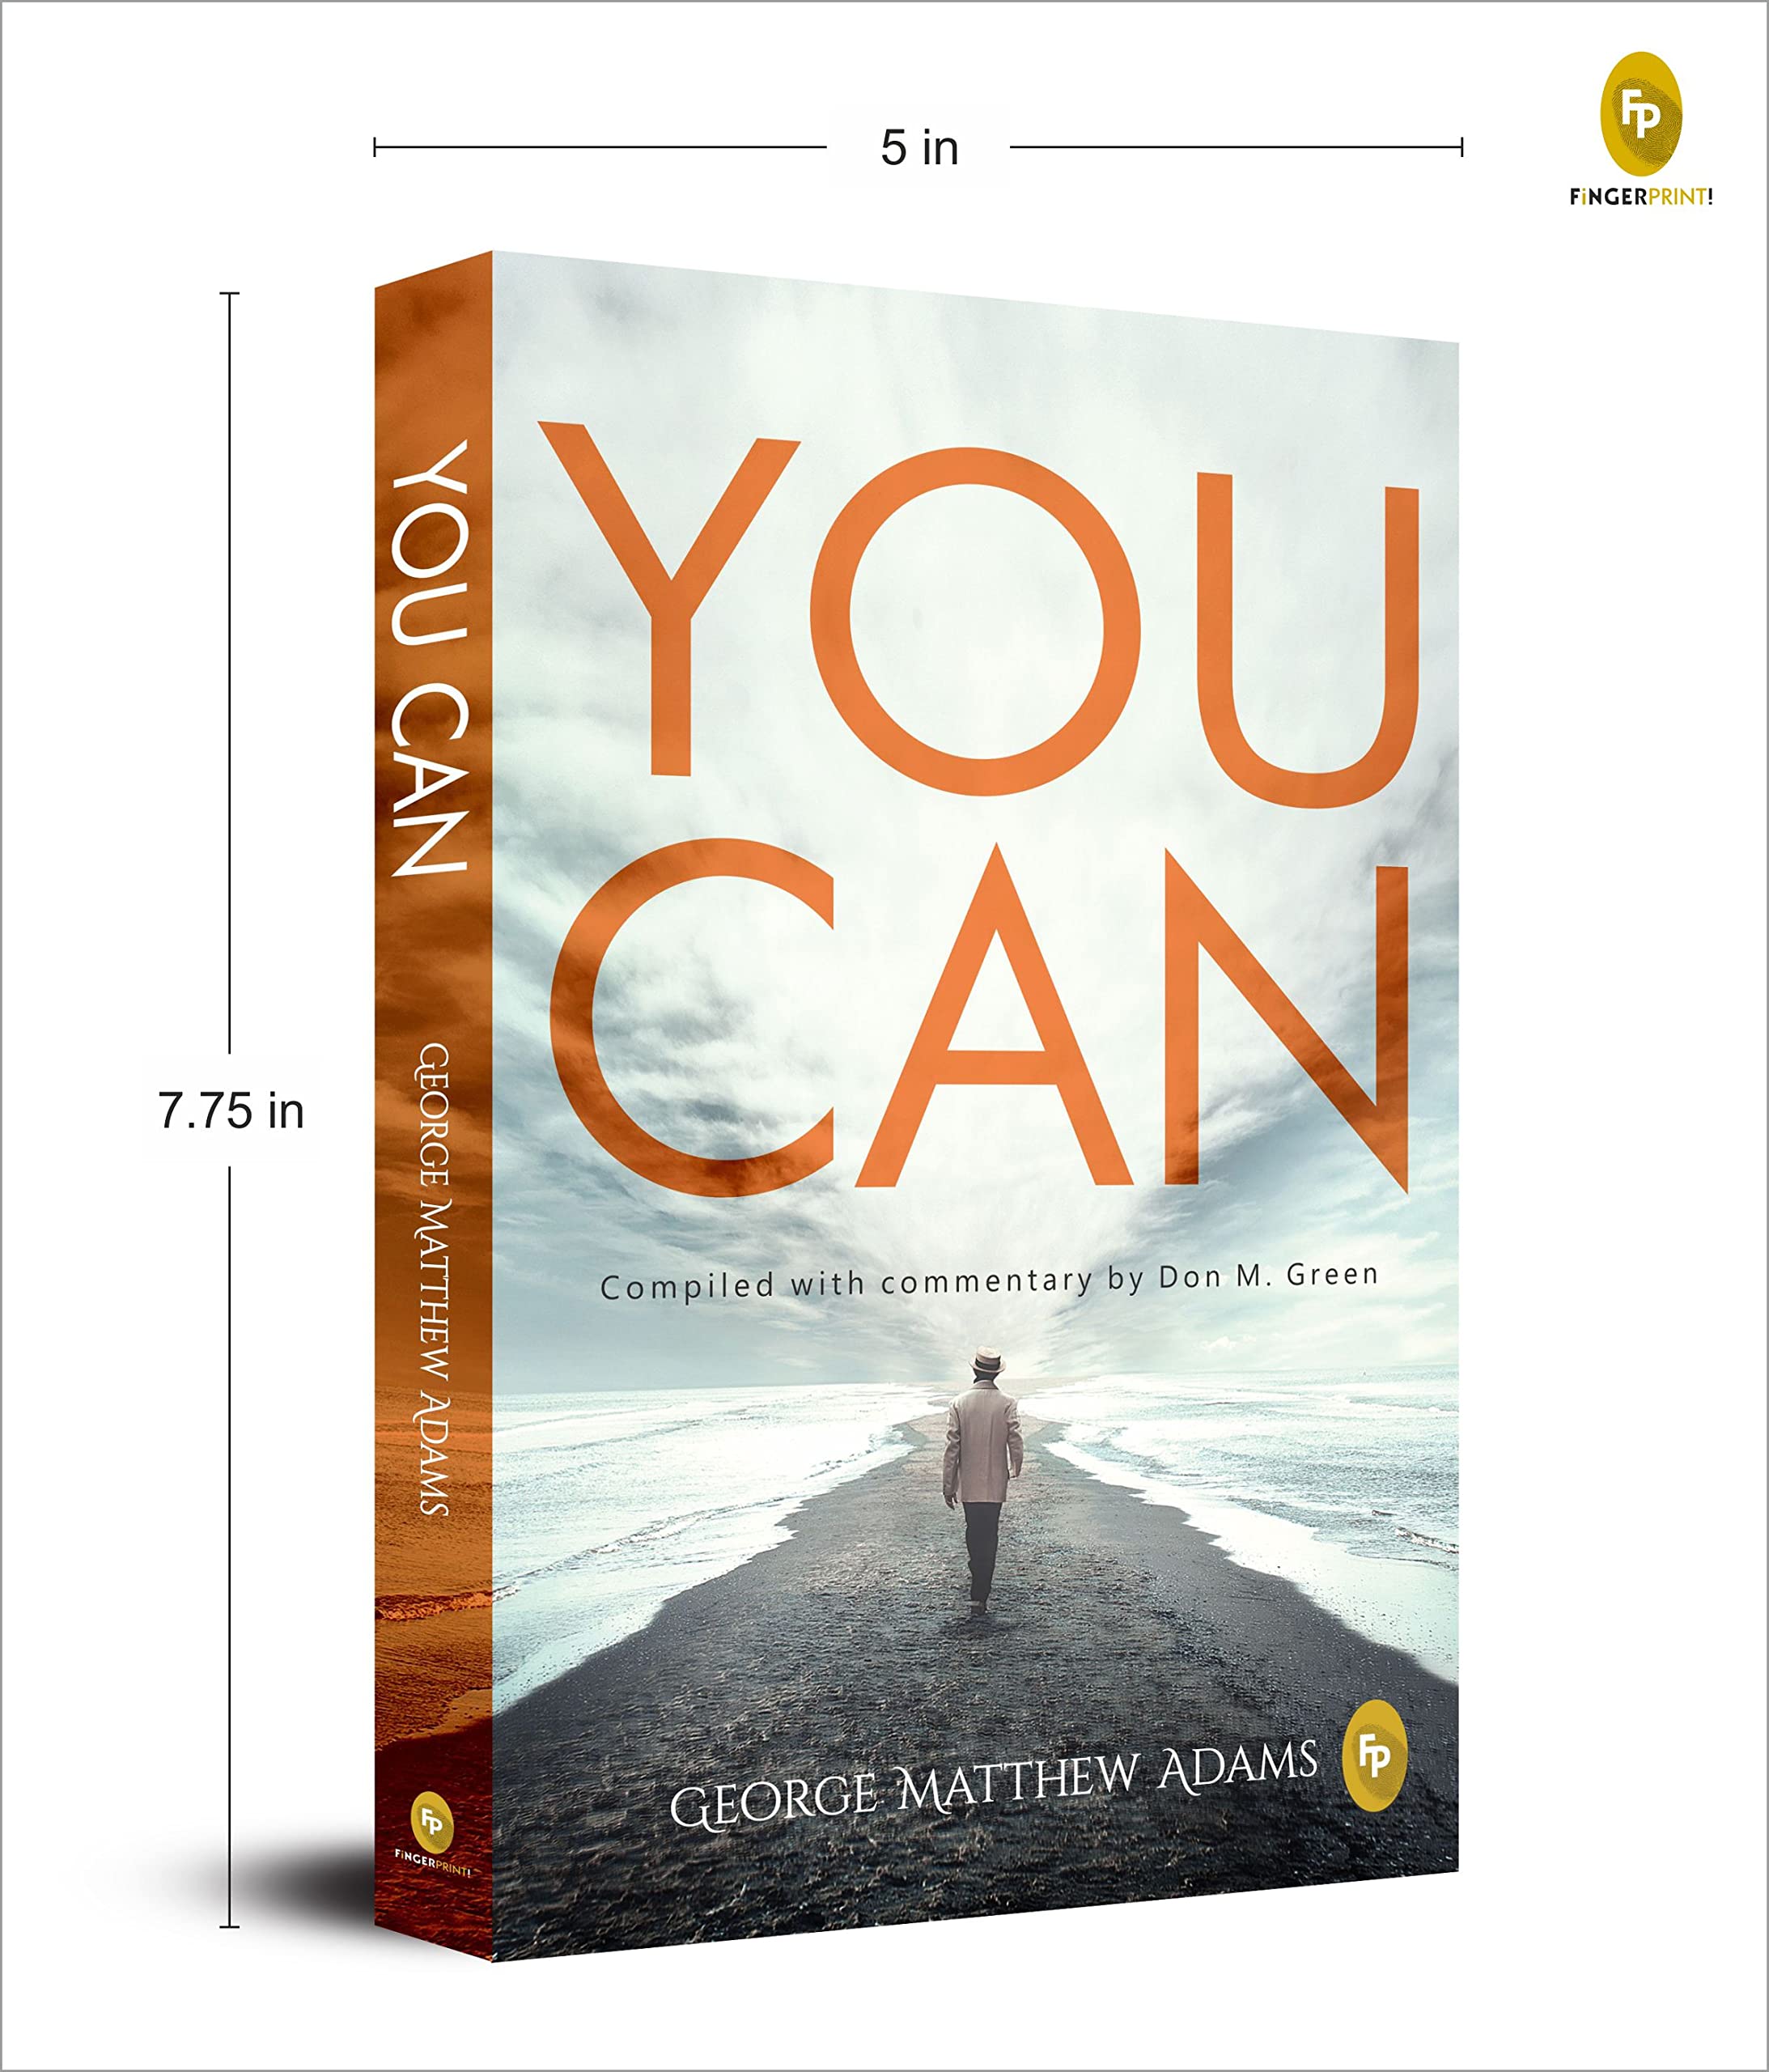 5 in
FP
FiNGERPRINT!
7.75 in
YOU CAN
GEORGE MATTHEW ADAMS
FP
FiNGERPRINT!
YOU
CAN
Compiled with commentary by Don M. Green
GEORGE MATTHEW ADAMS
FP